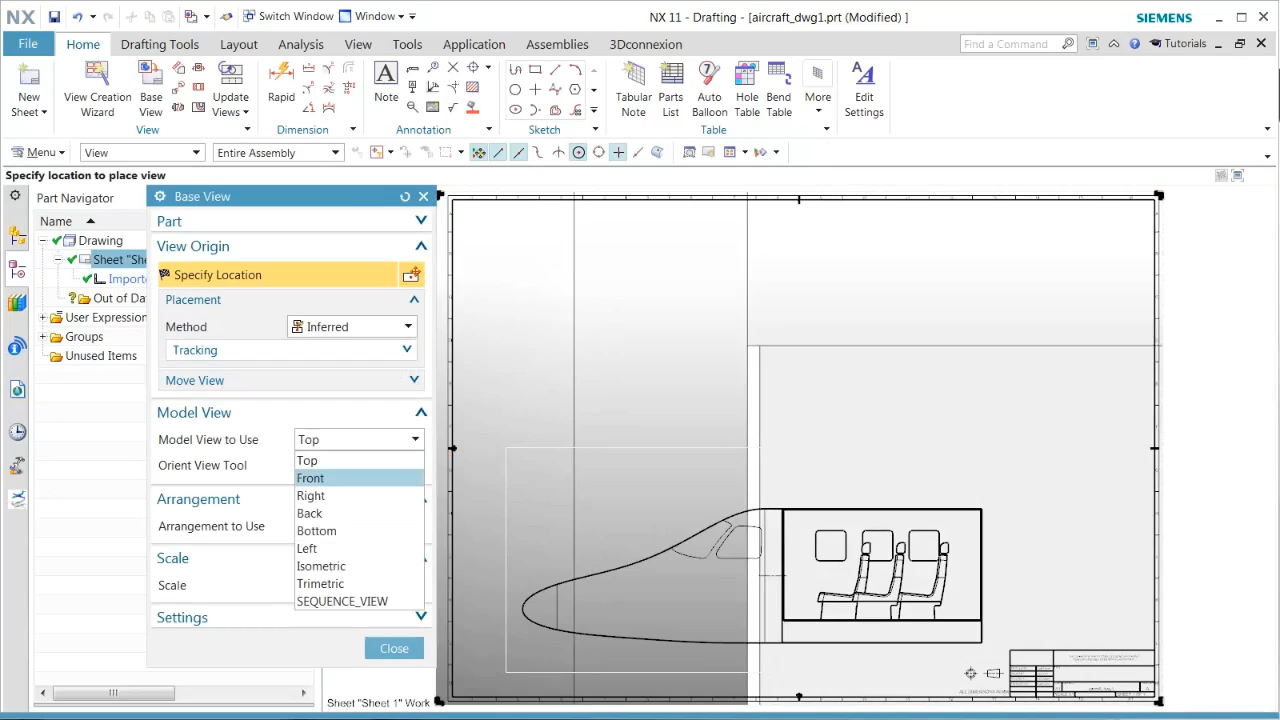 NX
Switch Window
Window
NX 11 - Drafting - [aircraft_dwg1.prt (Modified) ]
SIEMENS
File
Home
Drafting Tools
Layout
Analysis
View
Tools
Application
Assemblies
3Dconnexion
Find a Command
Tutorials
New Sheet
View Creation Wizard
Base View
Update Views
Rapid
Note
Tabular Note
Parts List
Auto Balloon
Hole Table
Bend Table
More
Edit Settings
View
Dimension
Annotation
Sketch
Table
Menu
View
Entire Assembly
Specify location to place view
Part Navigator
Name
Drawing
Sheet "She
Importe
Out of Da
User Expression
Groups
Unused Items
Base View
Part
View Origin
Specify Location
Placement
Method
Inferred
Tracking
Move View
Model View
Model View to Use
Top
Orient View Tool
Top
Front
Right
Back
Bottom
Left
Isometric
Trimetric
SEQUENCE_VIEW
Arrangement
Arrangement to Use
Scale
Scale
Settings
Close
Sheet "Sheet 1" Work